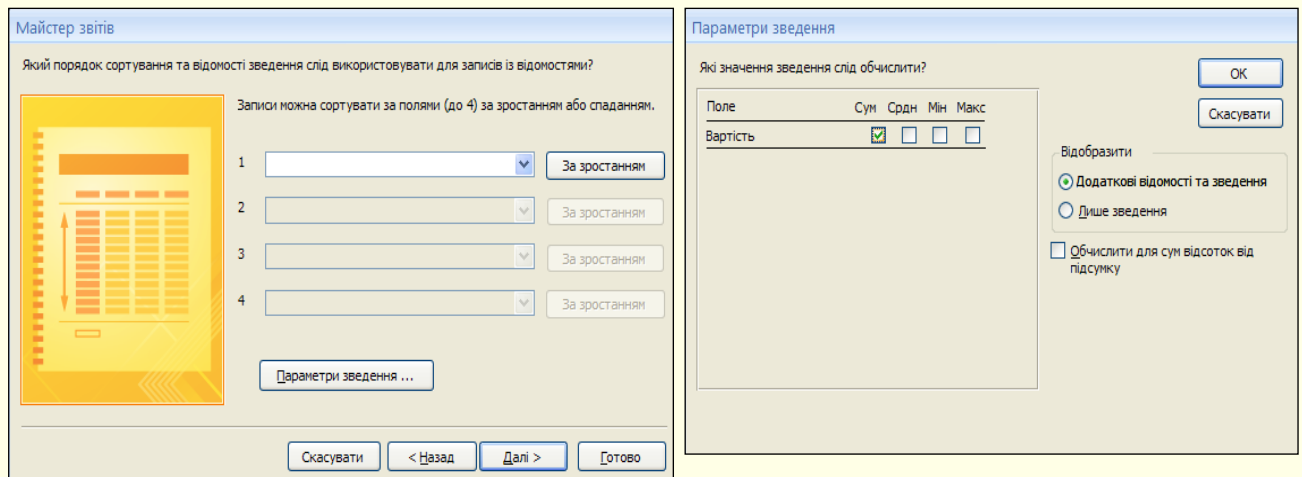 Майстер звітів
Який порядок сортування та відомості зведення слід використовувати для записів із відомостями?
Записи можна сортувати за полями (до 4) за зростанням або спаданням.
1 За зростанням
2 За зростанням
3 За зростанням
4 За зростанням
Параметри зведення ...
Скасувати < Назад Далі > Готово
Параметри зведення
Які значення зведення слід обчислити?
OK
Скасувати
Поле Сум Срдн Мін Макс
Вартість
Відобразити
Додаткові відомості та зведення
Лише зведення
Обчислити для сум відсоток від
підсумку